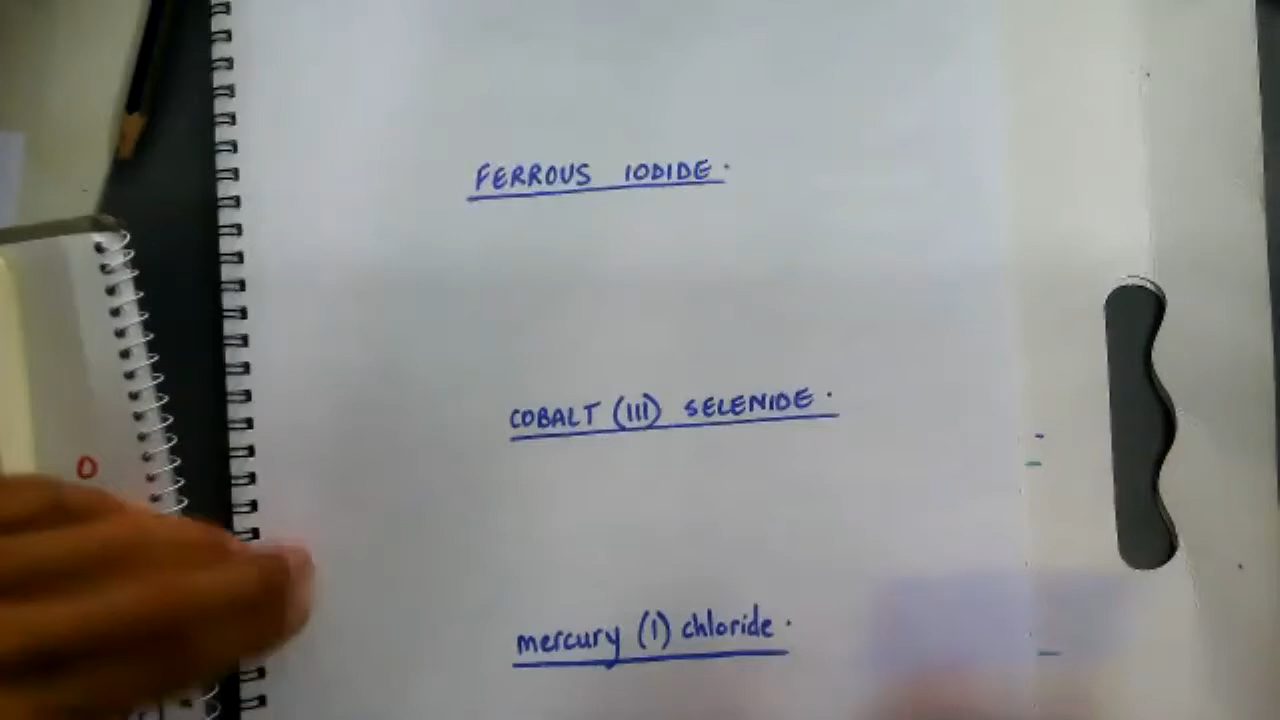 FERROUS IODIDE.
COBALT (III) SELENIDE.
O
mercury (I) chloride.